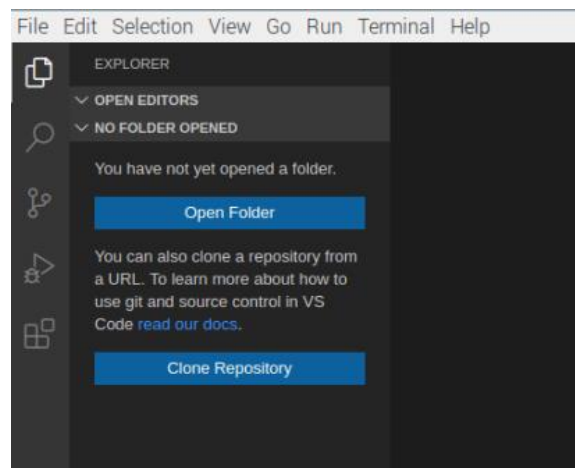 File Edit Selection View Go Run Terminal Help
EXPLORER
OPEN EDITORS
NO FOLDER OPENED
You have not yet opened a folder.
Open Folder
You can also clone a repository from
a URL. To learn more about how to
use git and source control in VS
Code read our docs.
Clone Repository